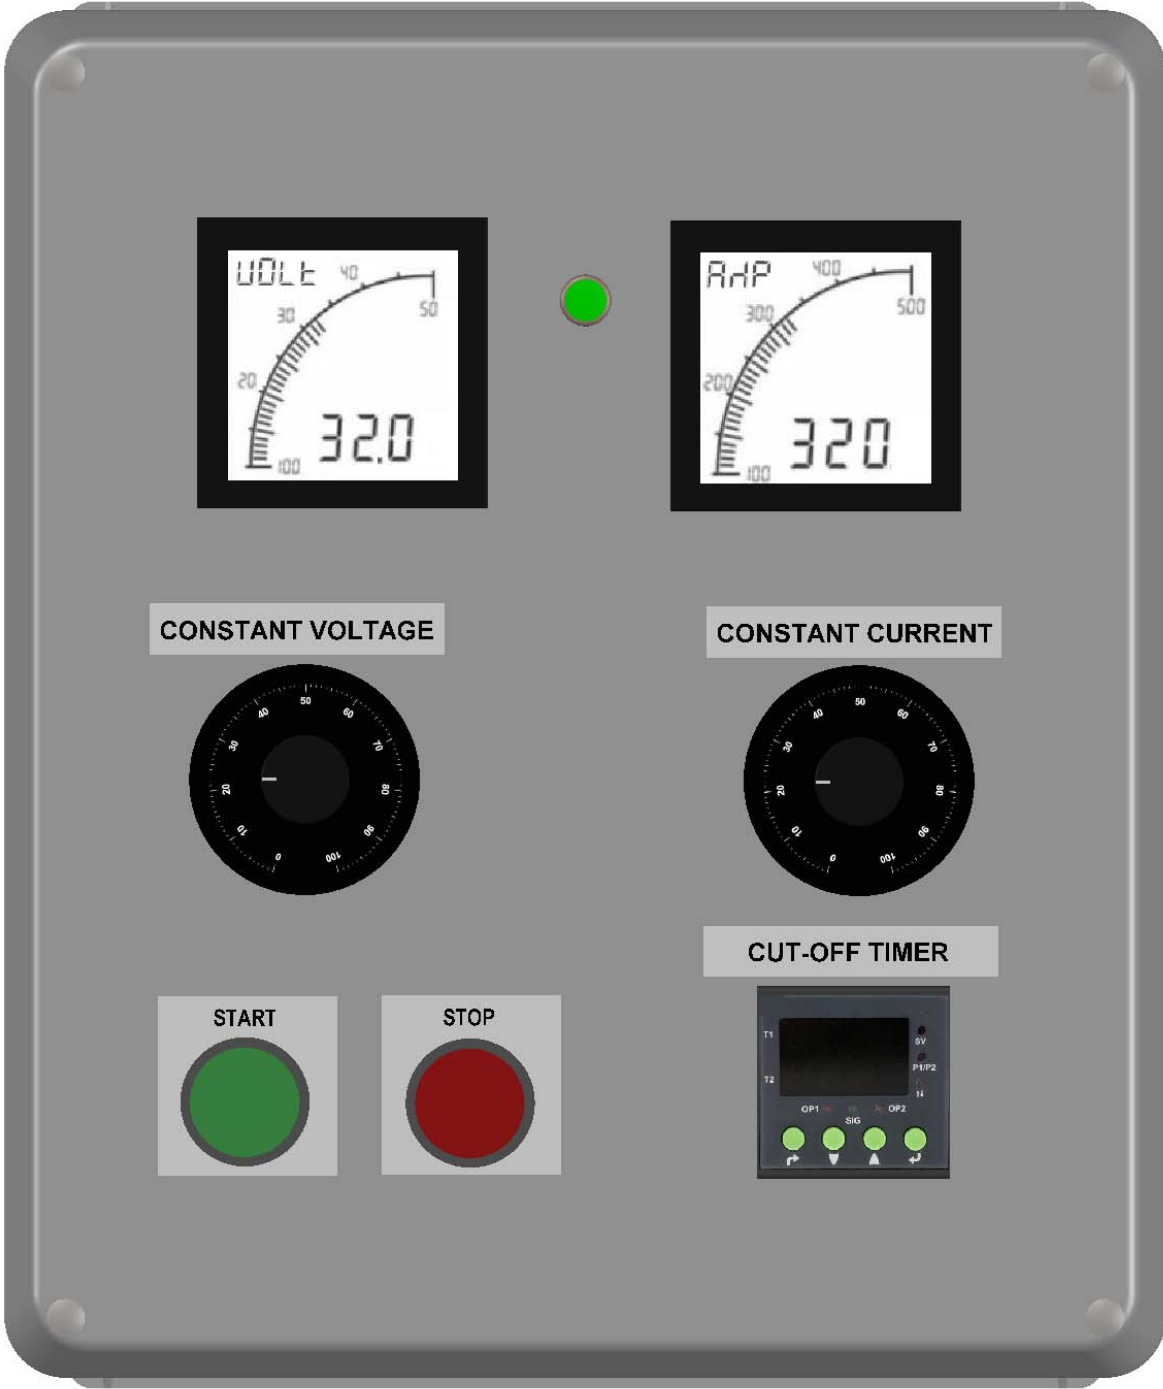 VOLt
40
50
30
20
100
32.0
AMP
400
500
300
200
100
320
CONSTANT VOLTAGE
CONSTANT CURRENT
0 10 20 30 40 50 60 70 80 90 100
0 10 20 30 40 50 60 70 80 90 100
CUT-OFF TIMER
START
STOP
T1
SV
P1/P2
T2
OP1
OP2
SIG